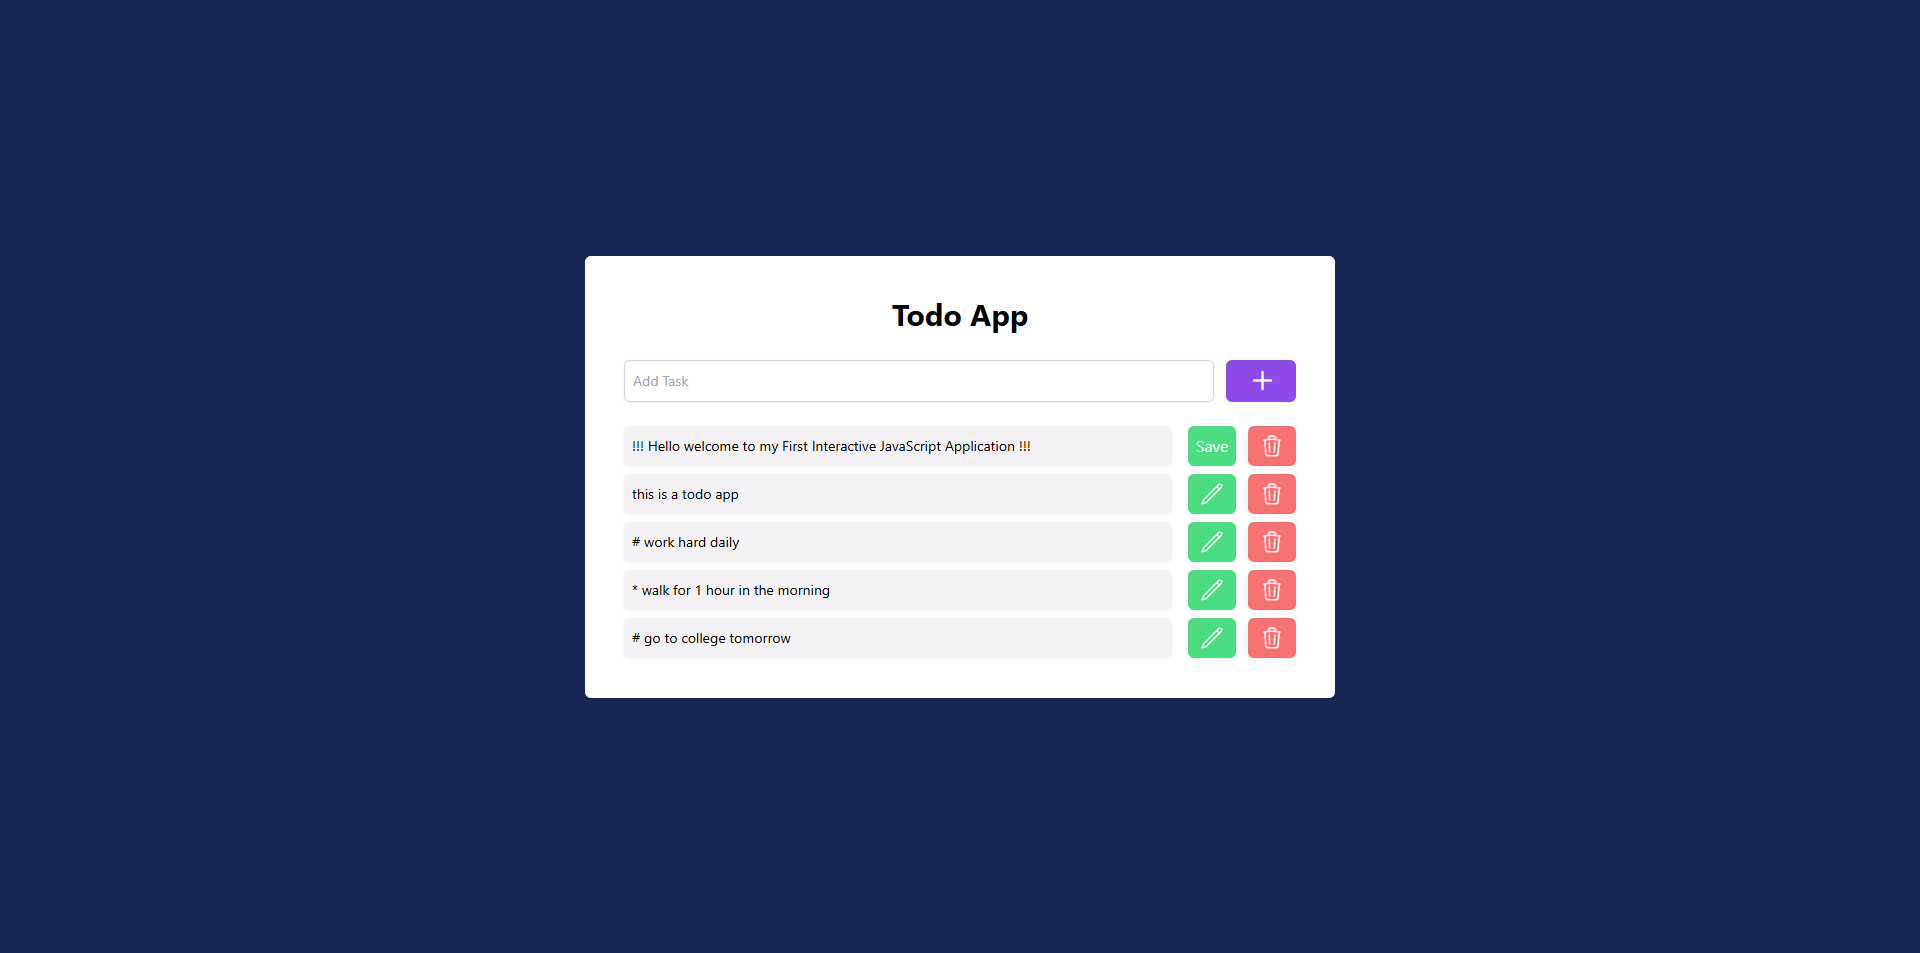 Todo App
Add Task
!!! Hello welcome to my First Interactive JavaScript Application !!!
Save
this is a todo app
# work hard daily
* walk for 1 hour in the morning
# go to college tomorrow